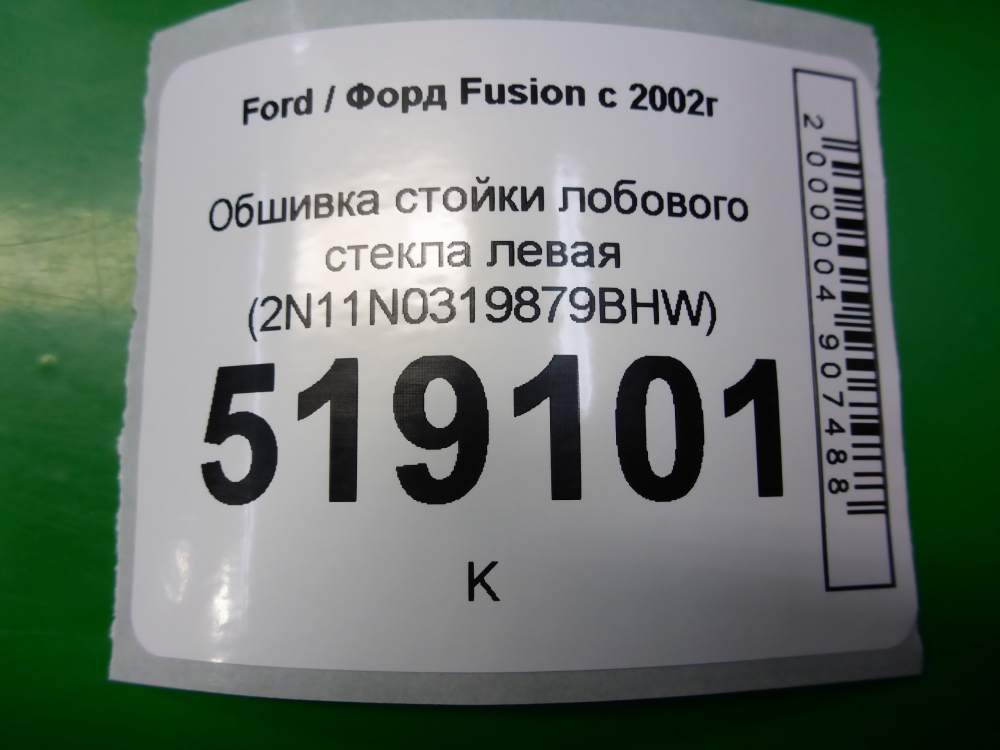 Ford / Форд Fusion с 2002г
Обшивка стойки лобового
стекла левая
(2N11N0319879BHW)
519101
К
2000004907488